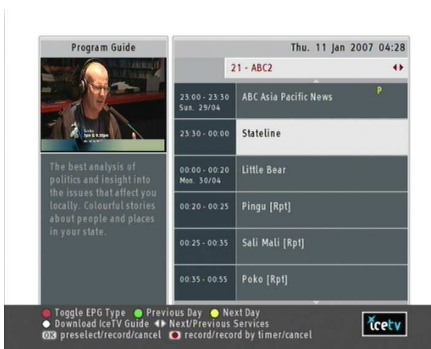 Program Guide
Thu. 11 Jan 2007 04:28
21 - ABC2
23:00 - 23:30 ABC Asia Pacific News P
Sun. 29/04
23:30 - 00:00 Stateline
00:00 - 00:20 Little Bear
Mon. 30/04
00:20 - 00:25 Pingu [Rpt]
00:25 - 00:35 Sali Mali [Rpt]
00:35 - 00:55 Poko [Rpt]
The best analysis of
politics and insight into
the issues that affect you
locally. Colourful stories
about people and places
in your state.
Toggle EPG Type Previous Day Next Day
Download IceTV Guide Next/Previous Services
OK preselect/record/cancel record/record by timer/cancel
icetv